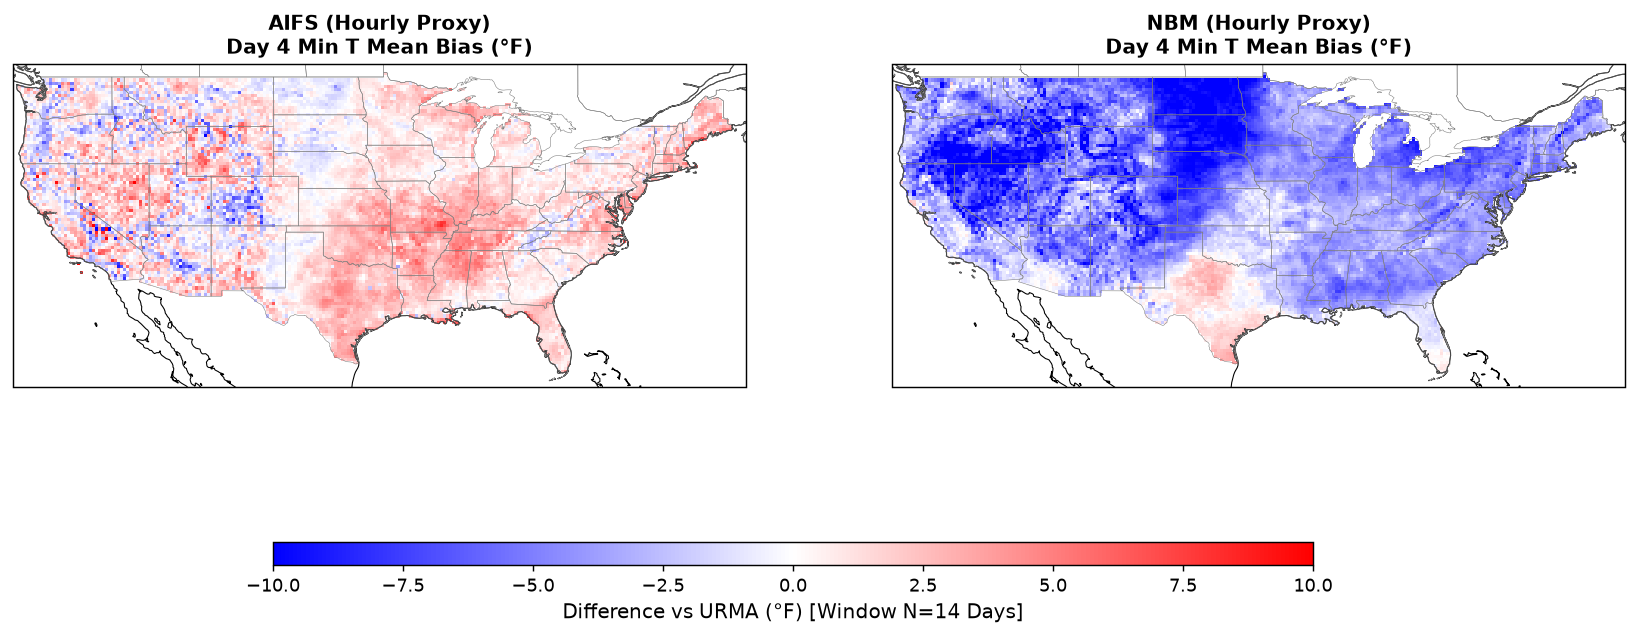 AIFS (Hourly Proxy)
Day 4 Min T Mean Bias (°F)
NBM (Hourly Proxy)
Day 4 Min T Mean Bias (°F)
−10.0 −7.5 −5.0 −2.5 0.0 2.5 5.0 7.5 10.0
Difference vs URMA (°F) [Window N=14 Days]